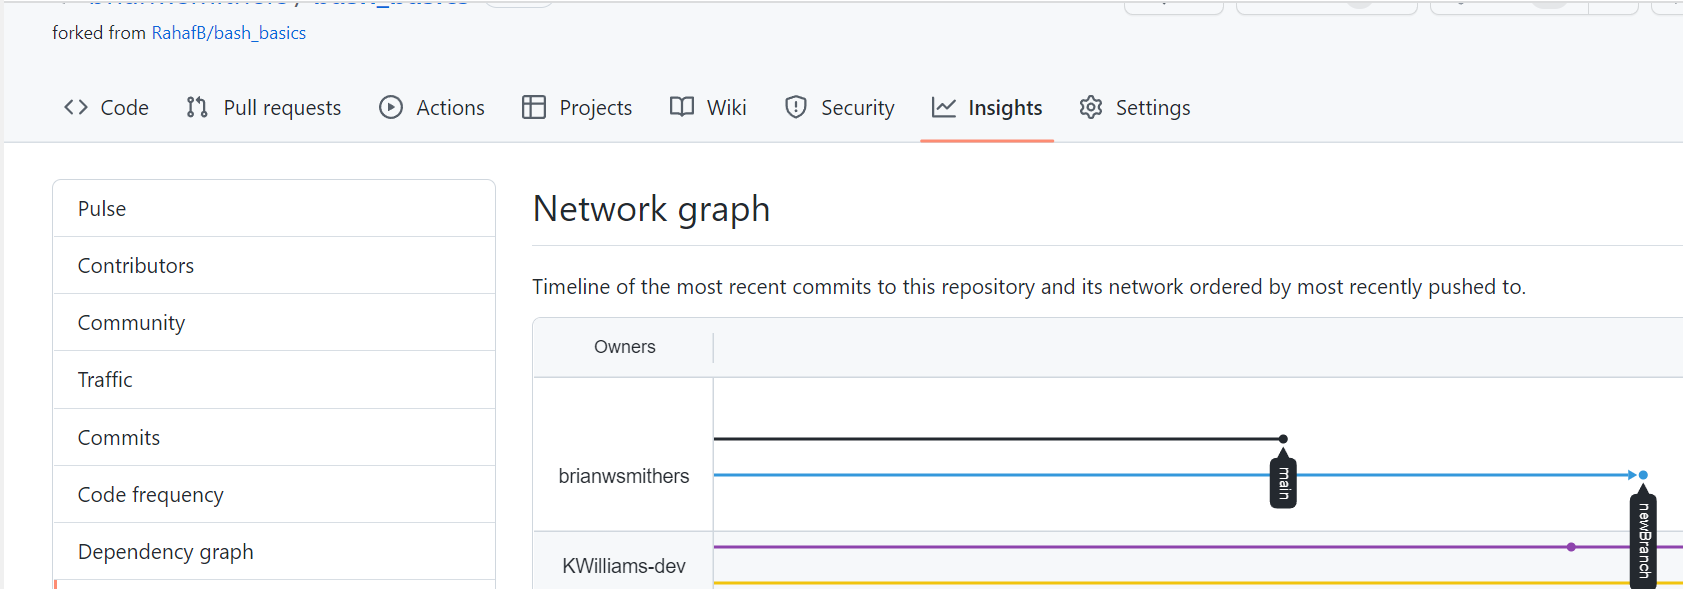 forked from RahafB/bash_basics
Code Pull requests Actions Projects Wiki Security Insights Settings
Pulse
Contributors
Community
Traffic
Commits
Code frequency
Dependency graph
Network graph
Timeline of the most recent commits to this repository and its network ordered by most recently pushed to.
Owners
brianwsmithers
main
newBranch
KWilliams-dev